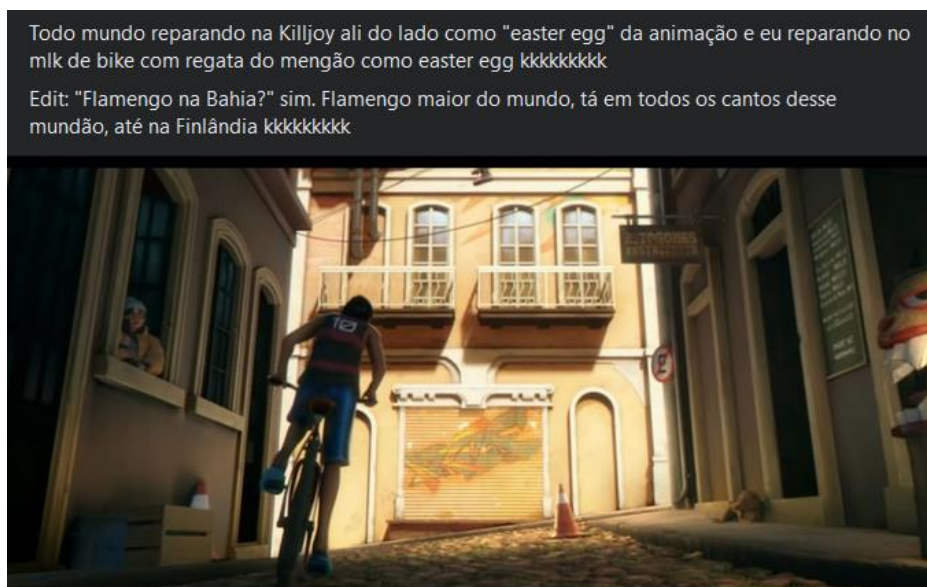 Todo mundo reparando na Killjoy ali do lado como "easter egg" da animação e eu reparando no
mlk de bike com regata do mengão como easter egg kkkkkkkkk
Edit: "Flamengo na Bahia?" sim. Flamengo maior do mundo, tá em todos os cantos desse
mundão, até na Finlândia kkkkkkkkk
10